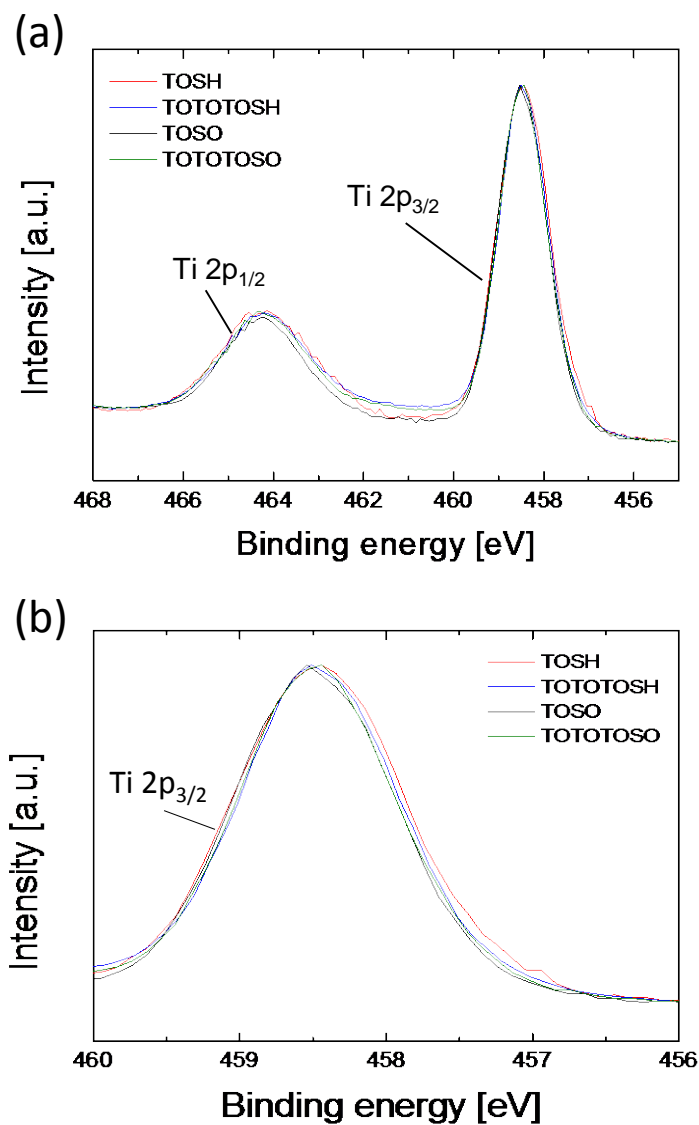 (a)
TOSH
TOTOTOSH
TOSO
TOTOTOSO
Ti 2p3/2
Ti 2p1/2
Intensity [a.u.]
468 466 464 462 460 458 456
Binding energy [eV]
(b)
TOSH
TOTOTOSH
TOSO
TOTOTOSO
Ti 2p3/2
Intensity [a.u.]
460 459 458 457 456
Binding energy [eV]